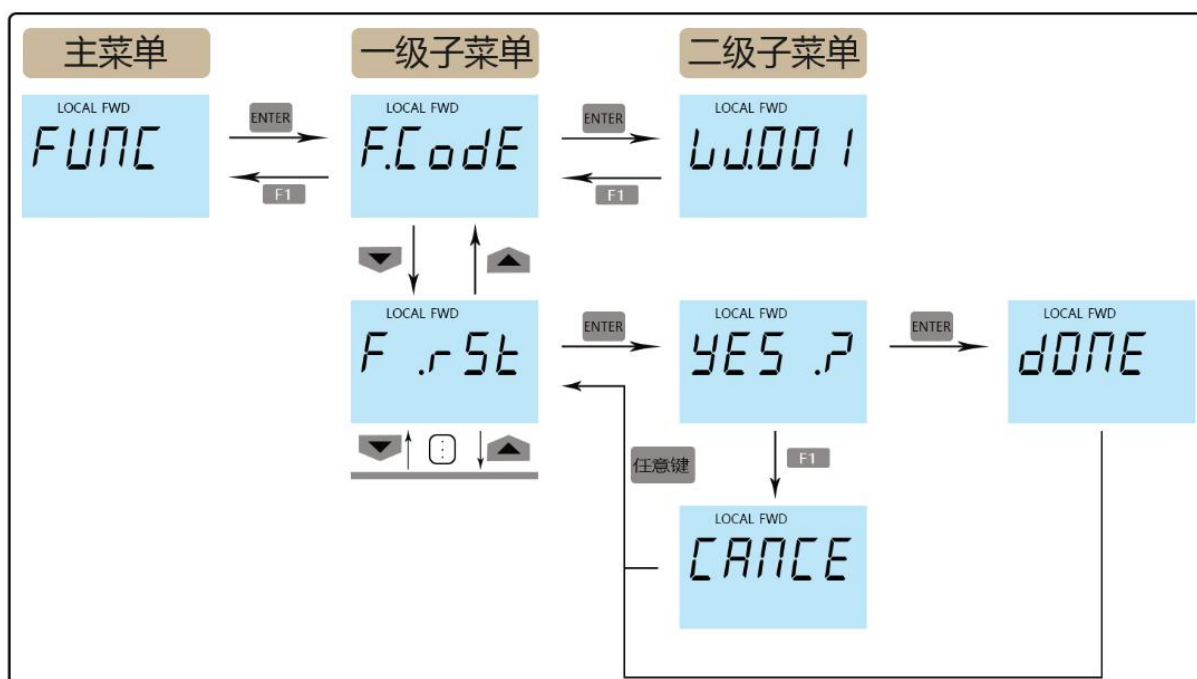 主菜单
一级子菜单
二级子菜单
LOCAL FWD
FUNC
ENTER
F1
LOCAL FWD
F.CodE
ENTER
F1
LOCAL FWD
W.001
LOCAL FWD
F .rSt
ENTER
LOCAL FWD
YES .?
ENTER
LOCAL FWD
dONE
任意键
F1
LOCAL FWD
CANCE